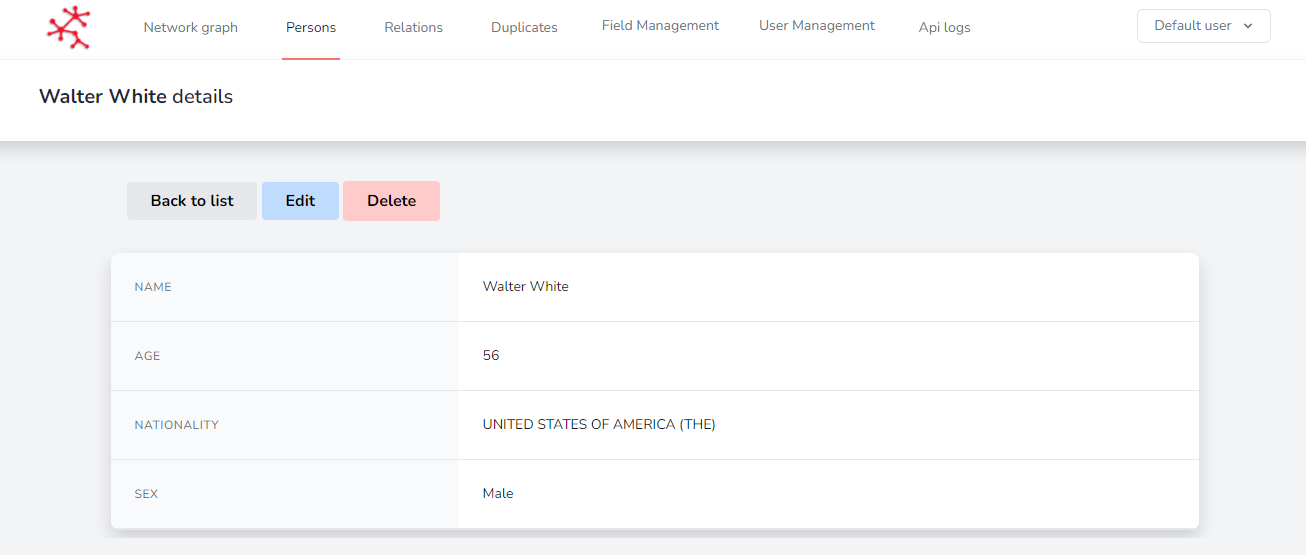 Network graph Persons Relations Duplicates Field Management User Management Api logs Default user
Walter White details
Back to list Edit Delete
NAME Walter White
AGE 56
NATIONALITY UNITED STATES OF AMERICA (THE)
SEX Male